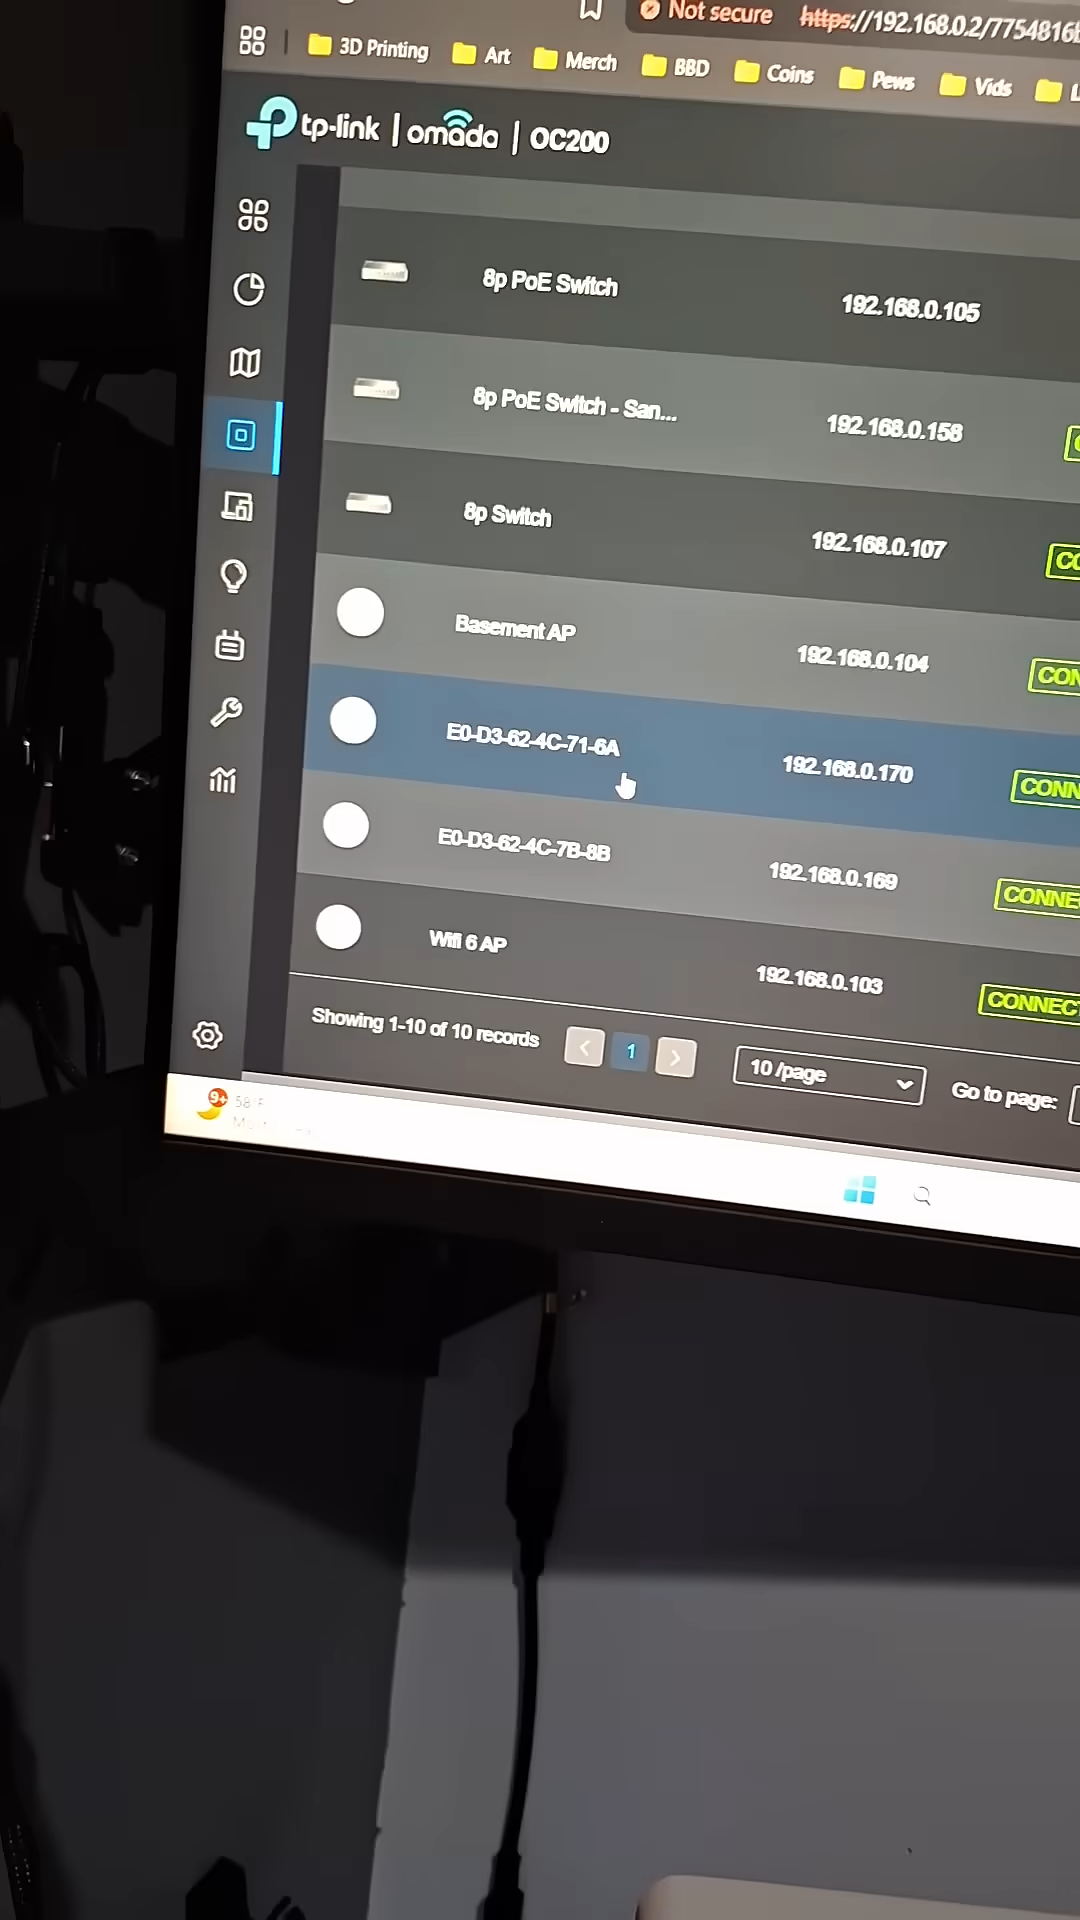 Not secure https://192.168.0.2/7754816
3D Printing Art Merch BBD Coins Pews Vids
tp-link | omada | OC200
8p PoE Switch 192.168.0.105
8p PoE Switch - San... 192.168.0.158
8p Switch 192.168.0.107 CO
Basement AP 192.168.0.104 CON
E0-D3-62-4C-71-6A 192.168.0.170 CONN
E0-D3-62-4C-7B-8B 192.168.0.169 CONNE
Wifi 6 AP 192.168.0.103 CONNECT
Showing 1-10 of 10 records < 1 > 10 /page Go to page:
9+ 58°F